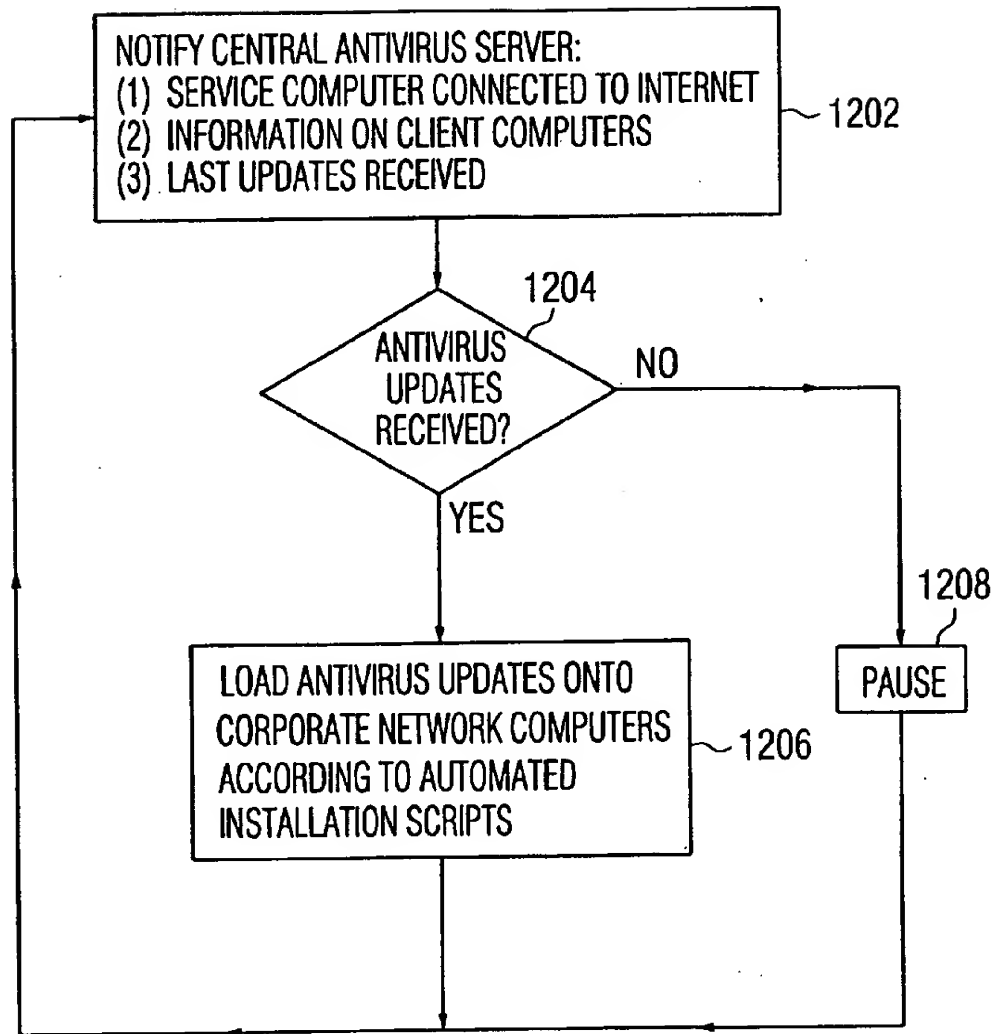 NOTIFY CENTRAL ANTIVIRUS SERVER:
(1) SERVICE COMPUTER CONNECTED TO INTERNET
(2) INFORMATION ON CLIENT COMPUTERS
(3) LAST UPDATES RECEIVED
1202
1204
ANTIVIRUS
UPDATES
RECEIVED?
NO
YES
1208
PAUSE
LOAD ANTIVIRUS UPDATES ONTO
CORPORATE NETWORK COMPUTERS
ACCORDING TO AUTOMATED
INSTALLATION SCRIPTS
1206